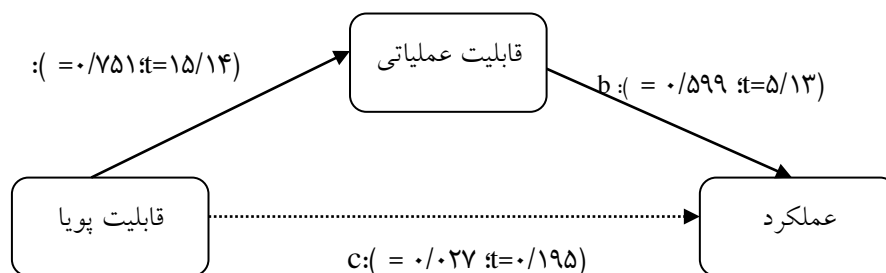 قابلیت عملیاتی
:( =۰/۷۵۱؛t=۱۵/۱۴)
b :( = ۰/۵۹۹ ؛t=۵/۱۳)
قابلیت پویا
عملکرد
c:( = ۰/۰۲۷ ؛t=۰/۱۹۵)